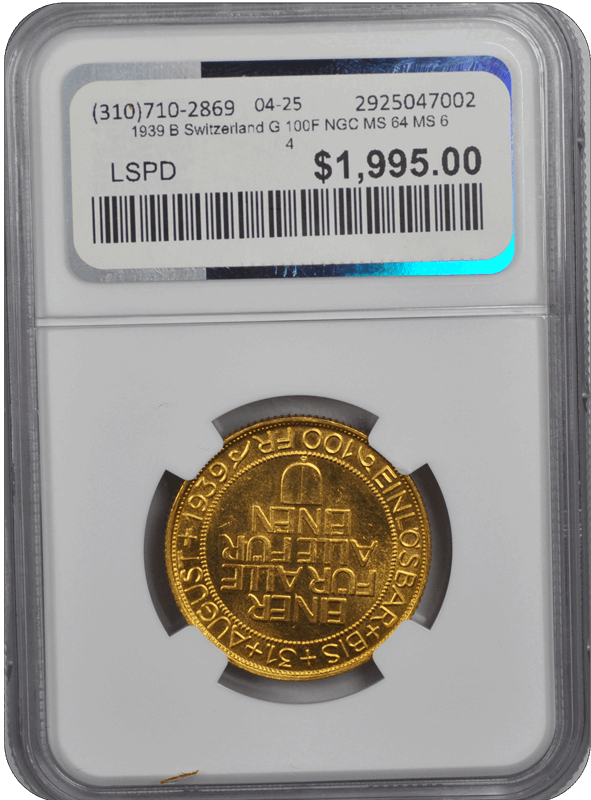 (310)710-2869 04-25 2925047002
1939 B Switzerland G 100F NGC MS 64 MS 6
4
LSPD $1,995.00
EINLÖSBAR+BIS+31+AUGUST+1939
100 FR
EINER
FÜR ALLE
ALLE FÜR
EINEN